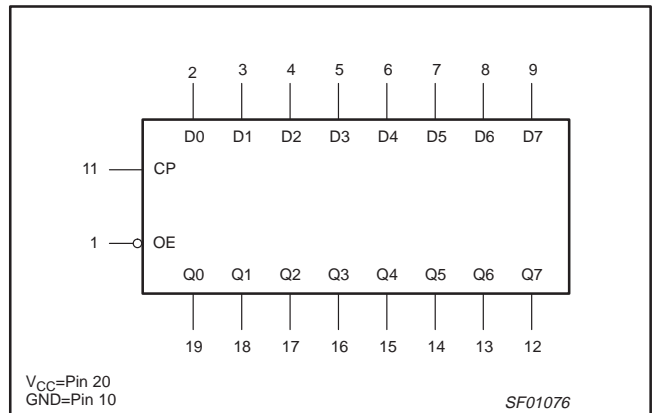 2 3 4 5 6 7 8 9
D0 D1 D2 D3 D4 D5 D6 D7
11 CP
1 OE
Q0 Q1 Q2 Q3 Q4 Q5 Q6 Q7
19 18 17 16 15 14 13 12
VCC=Pin 20
GND=Pin 10
SF01076